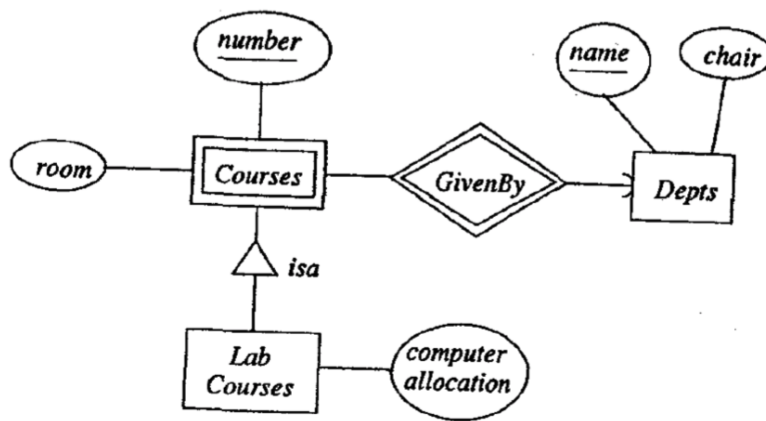 number
name
chair
room
Courses
GivenBy
Depts
isa
Lab
Courses
computer
allocation